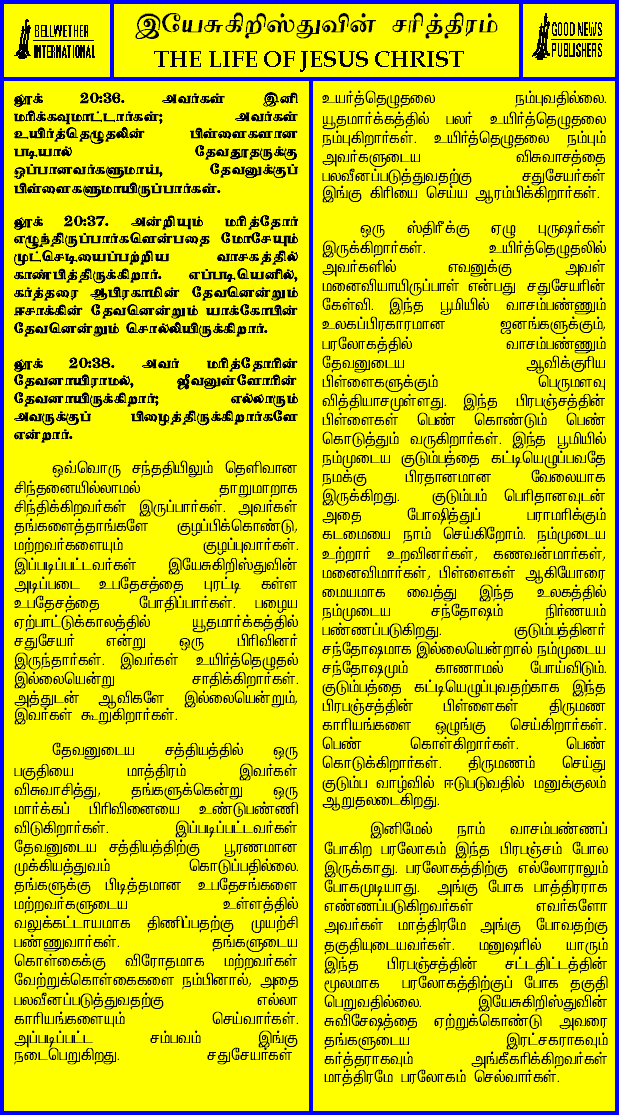 BELLWETHER
INTERNATIONAL
இயேசுகிறிஸ்துவின் சரித்திரம்
THE LIFE OF JESUS CHRIST
GOOD NEWS
PUBLISHERS
லூக் 20:36. அவர்கள் இனி
மரிக்கவுமாட்டார்கள்; அவர்கள்
உயிர்த்தெழுதலின் பிள்ளைகளான
படியால் தேவதூதருக்கு
ஒப்பானவர்களுமாய், தேவனுக்குப்
பிள்ளைகளுமாயிருப்பார்கள்.
லூக் 20:37. அன்றியும் மரித்தோர்
எழுந்திருப்பார்களென்பதை மோசேயும்
முட்செடியைப்பற்றிய வாசகத்தில்
காண்பித்திருக்கிறார். எப்படியெனில்,
கர்த்தரை ஆபிரகாமின் தேவனென்றும்
ஈசாக்கின் தேவனென்றும் யாக்கோபின்
தேவனென்றும் சொல்லியிருக்கிறார்.
லூக் 20:38. அவர் மரித்தோரின்
தேவனாயிராமல், ஜீவனுள்ளோரின்
தேவனாயிருக்கிறார்; எல்லாரும்
அவருக்குப் பிழைத்திருக்கிறார்களே
என்றார்.
ஒவ்வொரு சந்ததியிலும் தெளிவான
சிந்தனையில்லாமல் தாறுமாறாக
சிந்திக்கிறவர்கள் இருப்பார்கள். அவர்கள்
தங்களைத்தாங்களே குழப்பிக்கொண்டு,
மற்றவர்களையும் குழப்புவார்கள்.
இப்படிப்பட்டவர்கள் இயேசுகிறிஸ்துவின்
அடிப்படை உபதேசத்தை புரட்டி கள்ள
உபதேசத்தை போதிப்பார்கள். பழைய
ஏற்பாட்டுக்காலத்தில் யூதமார்க்கத்தில்
சதுசேயர் என்று ஒரு பிரிவினர்
இருந்தார்கள். இவர்கள் உயிர்த்தெழுதல்
இல்லையென்று சாதிக்கிறார்கள்.
அத்துடன் ஆவிகளே இல்லையென்றும்,
இவர்கள் கூறுகிறார்கள்.
தேவனுடைய சத்தியத்தில் ஒரு
பகுதியை மாத்திரம் இவர்கள்
விசுவாசித்து, தங்களுக்கென்று ஒரு
மார்க்கப் பிரிவினையை உண்டுபண்ணி
விடுகிறார்கள். இப்படிப்பட்டவர்கள்
தேவனுடைய சத்தியத்திற்கு பூரணமான
முக்கியத்துவம் கொடுப்பதில்லை.
தங்களுக்கு பிடித்தமான உபதேசங்களை
மற்றவர்களுடைய உள்ளத்தில்
வலுக்கட்டாயமாக திணிப்பதற்கு முயற்சி
பண்ணுவார்கள். தங்களுடைய
கொள்கைக்கு விரோதமாக மற்றவர்கள்
வேற்றுக்கொள்கைகளை நம்பினால், அதை
பலவீனப்படுத்துவதற்கு எல்லா
காரியங்களையும் செய்வார்கள்.
அப்படிப்பட்ட சம்பவம் இங்கு
நடைபெறுகிறது. சதுசேயர்கள்
உயர்த்தெழுதலை நம்புவதில்லை.
யூதமார்க்கத்தில் பலர் உயிர்த்தெழுதலை
நம்புகிறார்கள். உயிர்த்தெழுதலை நம்பும்
அவர்களுடைய விசுவாசத்தை
பலவீனப்படுத்துவதற்கு சதுசேயர்கள்
இங்கு கிரியை செய்ய ஆரம்பிக்கிறார்கள்.
ஒரு ஸ்திரீக்கு ஏழு புருஷர்கள்
இருக்கிறார்கள். உயிர்த்தெழுதலில்
அவர்களில் எவனுக்கு அவள்
மனைவியாயிருப்பாள் என்பது சதுசேயரின்
கேள்வி. இந்த பூமியில் வாசம்பண்ணும்
உலகப்பிரகாரமான ஜனங்களுக்கும்,
பரலோகத்தில் வாசம்பண்ணும்
தேவனுடைய ஆவிக்குரிய
பிள்ளைகளுக்கும் பெருமளவு
வித்தியாசமுள்ளது. இந்த பிரபஞ்சத்தின்
பிள்ளைகள் பெண் கொண்டும் பெண்
கொடுத்தும் வருகிறார்கள். இந்த பூமியில்
நம்முடைய குடும்பத்தை கட்டியெழுப்புவதே
நமக்கு பிரதானமான வேலையாக
இருக்கிறது. குடும்பம் பெரிதானவுடன்
அதை போஷித்துப் பராமரிக்கும்
கடமையை நாம் செய்கிறோம். நம்முடைய
உற்றார் உறவினர்கள், கணவன்மார்கள்,
மனைவிமார்கள், பிள்ளைகள் ஆகியோரை
மையமாக வைத்து இந்த உலகத்தில்
நம்முடைய சந்தோஷம் நிர்ணயம்
பண்ணப்படுகிறது. குடும்பத்தினர்
சந்தோஷமாக இல்லையென்றால் நம்முடைய
சந்தோஷமும் காணாமல் போய்விடும்.
குடும்பத்தை கட்டியெழுப்புவதற்காக இந்த
பிரபஞ்சத்தின் பிள்ளைகள் திருமண
காரியங்களை ஒழுங்கு செய்கிறார்கள்.
பெண் கொள்கிறார்கள். பெண்
கொடுக்கிறார்கள். திருமணம் செய்து
குடும்ப வாழ்வில் ஈடுபடுவதில் மனுக்குலம்
ஆறுதலடைகிறது.
இனிமேல் நாம் வாசம்பண்ணப்
போகிற பரலோகம் இந்த பிரபஞ்சம் போல
இருக்காது. பரலோகத்திற்கு எல்லோராலும்
போகமுடியாது. அங்கு போக பாத்திரராக
எண்ணப்படுகிறவர்கள் எவர்களோ
அவர்கள் மாத்திரமே அங்கு போவதற்கு
தகுதியுடையவர்கள். மனுஷரில் யாரும்
இந்த பிரபஞ்சத்தின் சட்டதிட்டத்தின்
மூலமாக பரலோகத்திற்குப் போக தகுதி
பெறுவதில்லை. இயேசுகிறிஸ்துவின்
சுவிசேஷத்தை ஏற்றுக்கொண்டு அவரை
தங்களுடைய இரட்சகராகவும்
கர்த்தராகவும் அங்கீகரிக்கிறவர்கள்
மாத்திரமே பரலோகம் செல்வார்கள்.